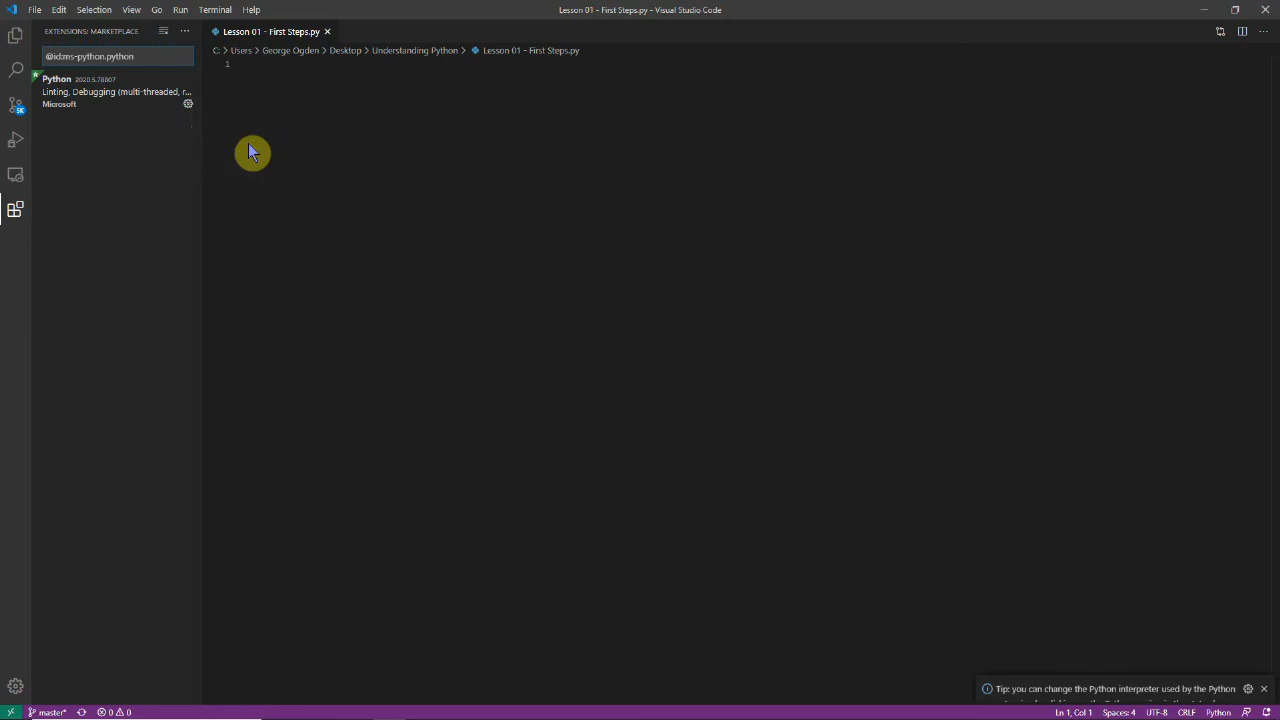 File Edit Selection View Go Run Terminal Help
Lesson 01 - First Steps.py - Visual Studio Code
EXTENSIONS: MARKETPLACE
Lesson 01 - First Steps.py
C: > Users > George Ogden > Desktop > Understanding Python > Lesson 01 - First Steps.py
@id:ms-python.python
1
Python 2020.5.78807
Linting, Debugging (multi-threaded, r...
Microsoft
5K
Tip: you can change the Python interpreter used by the Python
master* 0 0
Ln 1, Col 1 Spaces: 4 UTF-8 CRLF Python